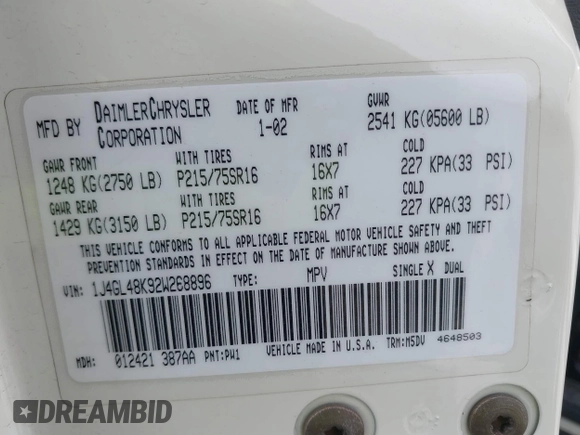 MFD BY DAIMLERCHRYSLER CORPORATION
DATE OF MFR 1-02
GVWR 2541 KG(05600 LB)
GAWR FRONT WITH TIRES RIMS AT COLD
1248 KG(2750 LB) P215/75SR16 16X7 227 KPA(33 PSI)
GAWR REAR WITH TIRES RIMS AT COLD
1429 KG(3150 LB) P215/75SR16 16X7 227 KPA(33 PSI)
THIS VEHICLE CONFORMS TO ALL APPLICABLE FEDERAL MOTOR VEHICLE SAFETY AND THEFT
PREVENTION STANDARDS IN EFFECT ON THE DATE OF MANUFACTURE SHOWN ABOVE.
VIN: 1J4GL48K92W268896 TYPE: MPV SINGLE X DUAL
MDH: 012421 387AA PNT:PW1 VEHICLE MADE IN U.S.A. TRM:M5DV 4648503
DREAMBID